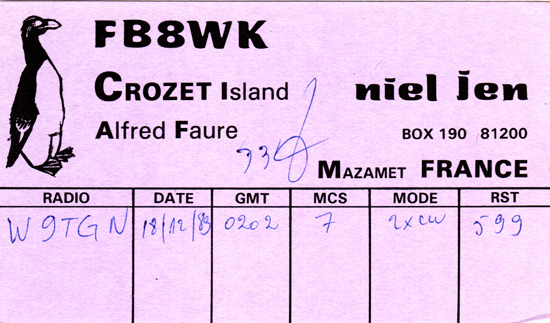 FB8WK
CROZET Island
niel jen
Alfred Faure
BOX 190 81200
73
MAZAMET FRANCE
RADIO DATE GMT MCS MODE RST
W9TGN 18/12/83 0202 7 2xcw 599